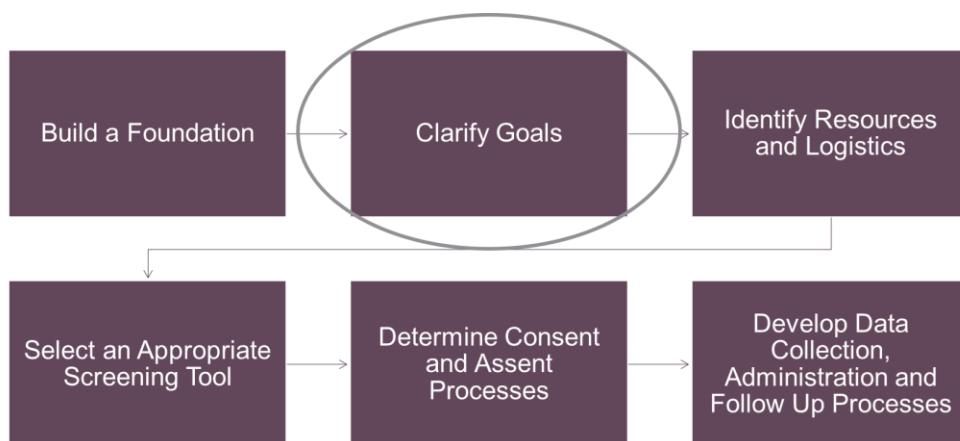 Build a Foundation
Clarify Goals
Identify Resources
and Logistics
Select an Appropriate
Screening Tool
Determine Consent
and Assent
Processes
Develop Data
Collection,
Administration and
Follow Up Processes